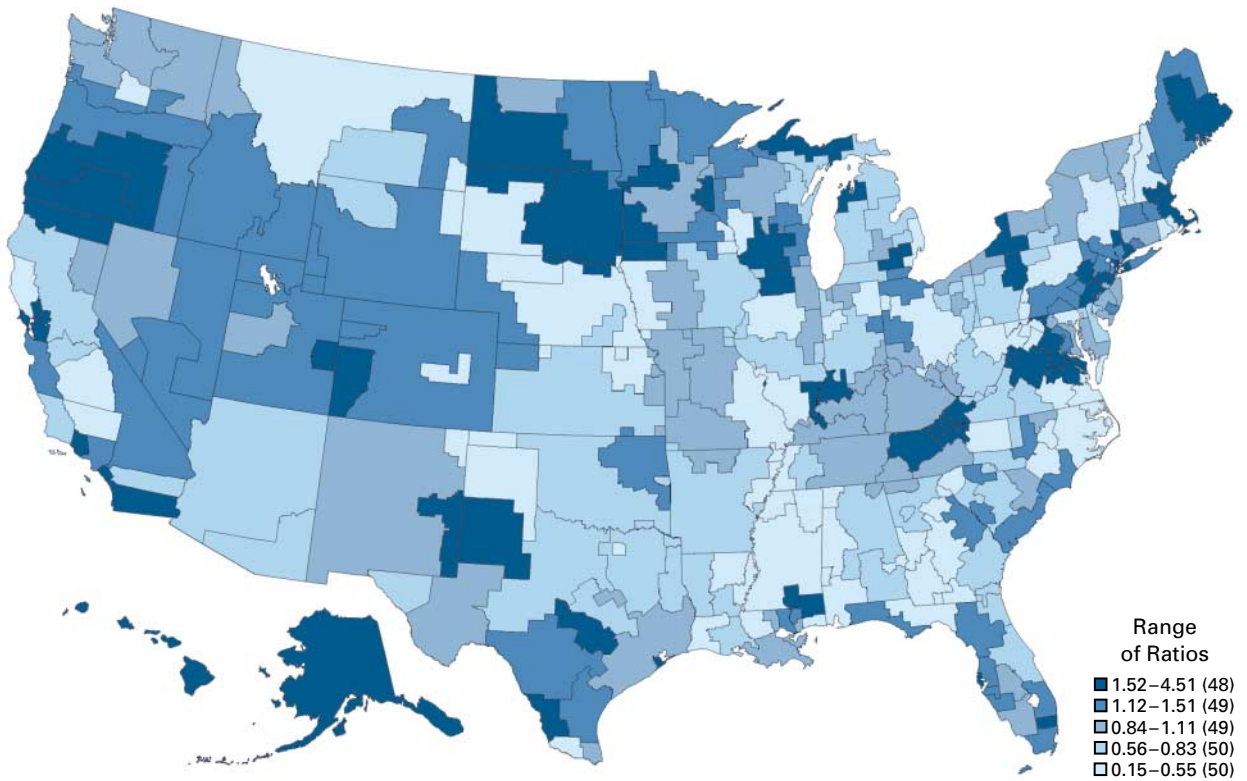 Range
of Ratios
1.52–4.51 (48)
1.12–1.51 (49)
0.84–1.11 (49)
0.56–0.83 (50)
0.15–0.55 (50)